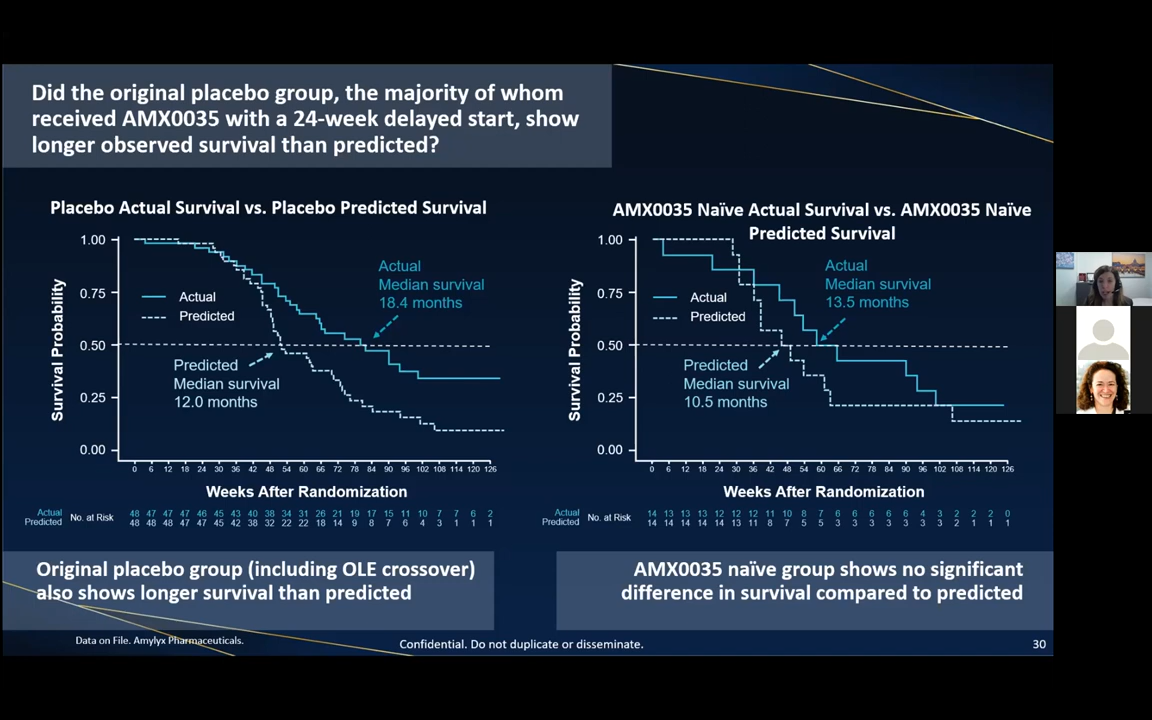 Did the original placebo group, the majority of whom
received AMX0035 with a 24-week delayed start, show
longer observed survival than predicted?
Placebo Actual Survival vs. Placebo Predicted Survival
1.00
0.75
0.50
0.25
0.00
Survival Probability
Actual
Predicted
Actual
Median survival
18.4 months
Predicted
Median survival
12.0 months
0 6 12 18 24 30 36 42 48 54 60 66 72 78 84 90 96 102 108 114 120 126
Weeks After Randomization
No. at Risk
Actual 48 47 47 47 46 45 43 40 38 34 31 26 21 19 17 15 11 10 7 7 6 2
Predicted 48 48 48 47 47 45 42 38 32 22 22 18 14 9 8 7 6 4 3 1 1 1
AMX0035 Naïve Actual Survival vs. AMX0035 Naïve
Predicted Survival
1.00
0.75
0.50
0.25
0.00
Survival Probability
Actual
Predicted
Actual
Median survival
13.5 months
Predicted
Median survival
10.5 months
0 6 12 18 24 30 36 42 48 54 60 66 72 78 84 90 96 102 108 114 120 126
Weeks After Randomization
No. at Risk
Actual 14 13 13 13 12 12 12 11 10 8 7 6 6 6 6 6 4 3 2 2 2 0
Predicted 14 14 14 14 14 13 11 8 7 5 5 3 3 3 3 3 3 3 2 1 1 1
Original placebo group (including OLE crossover)
also shows longer survival than predicted
AMX0035 naïve group shows no significant
difference in survival compared to predicted
Data on File. Amylyx Pharmaceuticals.
Confidential. Do not duplicate or disseminate.
30